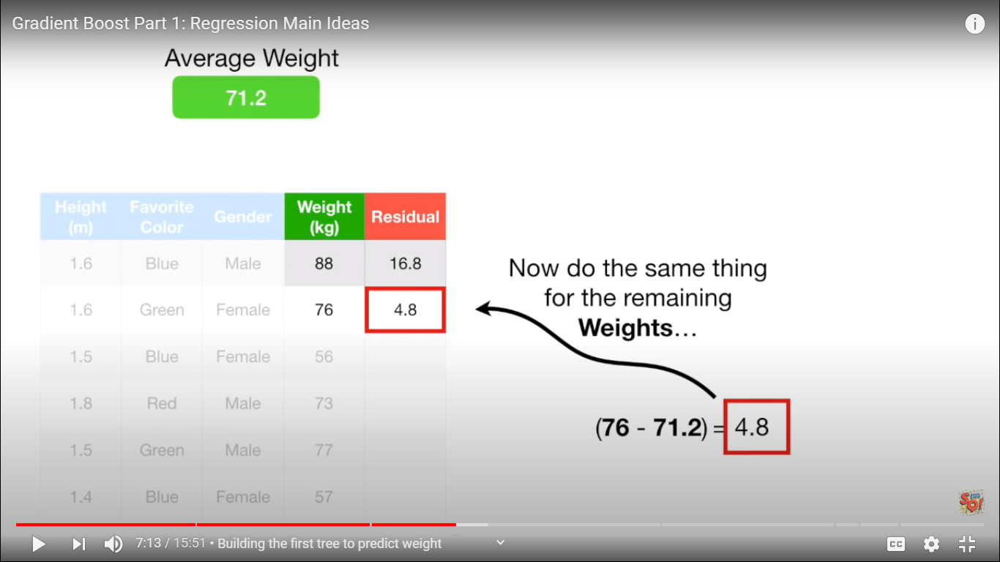 Gradient Boost Part 1: Regression Main Ideas
Average Weight
71.2
Height (m) Favorite Color Gender Weight (kg) Residual
1.6 Blue Male 88 16.8
1.6 Green Female 76 4.8
1.5 Blue Female 56
1.8 Red Male 73
1.5 Green Male 77
1.4 Blue Female 57
Now do the same thing
for the remaining
Weights...
(76 - 71.2) = 4.8
SQ!
7:13 / 15:51 • Building the first tree to predict weight
CC